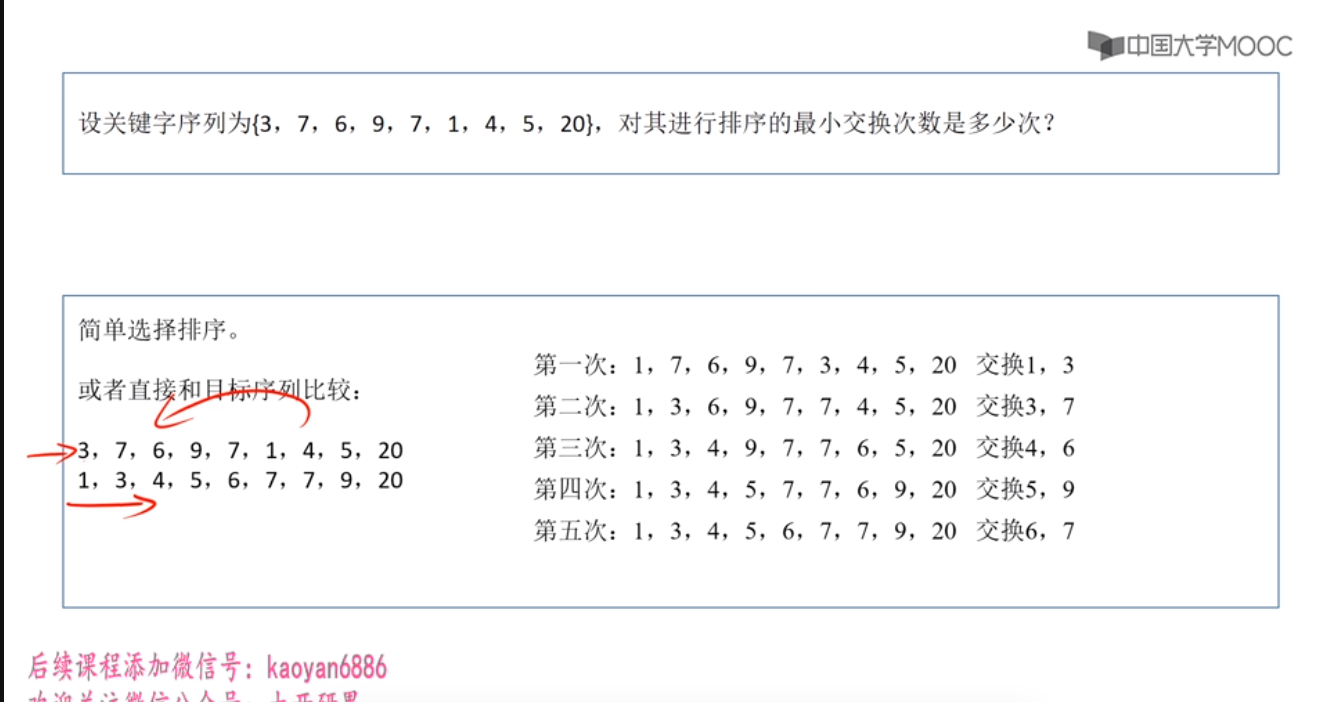 中国大学MOOC
设关键字序列为{3，7，6，9，7，1，4，5，20}，对其进行排序的最小交换次数是多少次？
简单选择排序。
或者直接和目标序列比较：
3，7，6，9，7，1，4，5，20
1，3，4，5，6，7，7，9，20
第一次：1，7，6，9，7，3，4，5，20 交换1，3
第二次：1，3，6，9，7，7，4，5，20 交换3，7
第三次：1，3，4，9，7，7，6，5，20 交换4，6
第四次：1，3，4，5，7，7，6，9，20 交换5，9
第五次：1，3，4，5，6，7，7，9，20 交换6，7
后续课程添加微信号：kaoyan6886